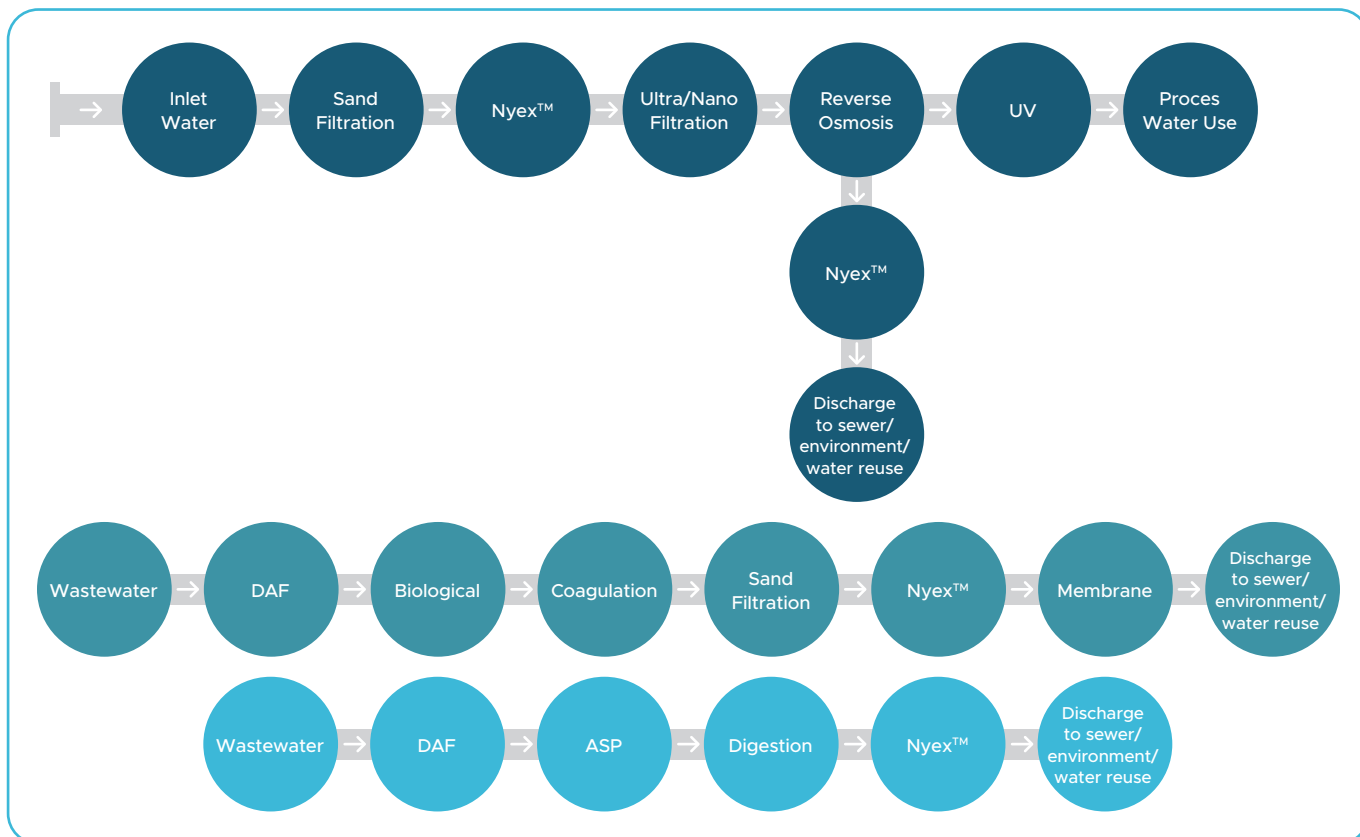 Inlet
Water
Sand
Filtration
Nyex™
Ultra/Nano
Filtration
Reverse
Osmosis
UV
Proces
Water Use
Nyex™
Discharge
to sewer/
environment/
water reuse
Wastewater
DAF
Biological
Coagulation
Sand
Filtration
Nyex™
Membrane
Discharge
to sewer/
environment/
water reuse
Wastewater
DAF
ASP
Digestion
Nyex™
Discharge
to sewer/
environment/
water reuse